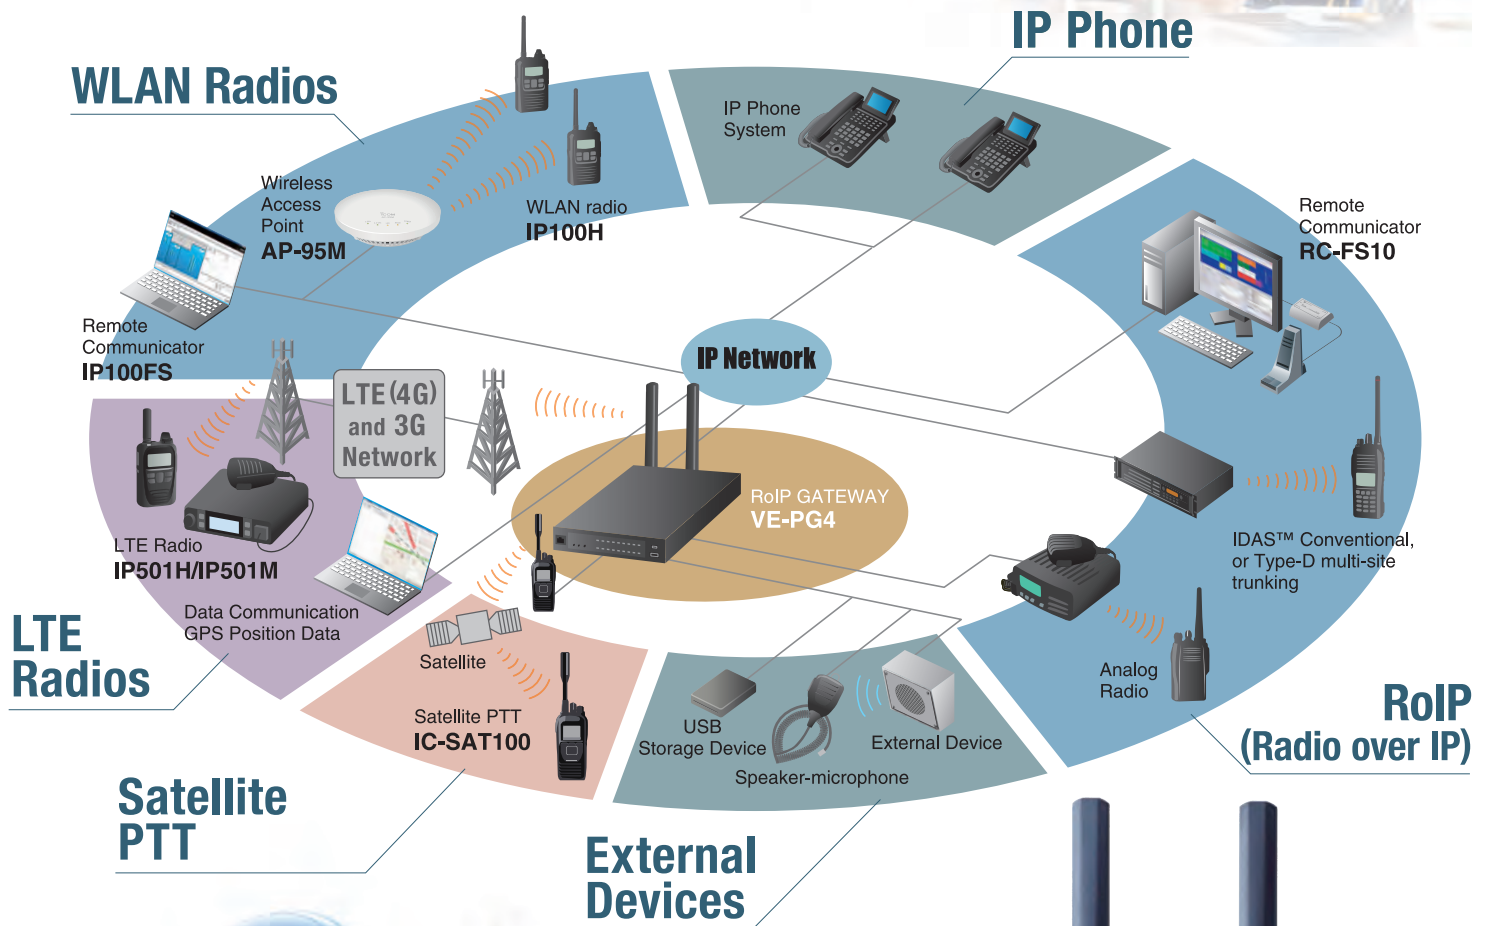 IP Phone
WLAN Radios
IP Phone
System
Wireless
Access
Point
AP-95M
WLAN radio
IP100H
Remote
Communicator
RC-FS10
Remote
Communicator
IP100FS
IP Network
LTE (4G)
and 3G
Network
RoIP GATEWAY
VE-PG4
LTE Radio
IP501H/IP501M
IDAS™ Conventional,
or Type-D multi-site
trunking
Data Communication
GPS Position Data
LTE
Radios
Satellite
Satellite PTT
IC-SAT100
USB
Storage Device
External Device
Speaker-microphone
Analog
Radio
RoIP
(Radio over IP)
Satellite
PTT
External
Devices